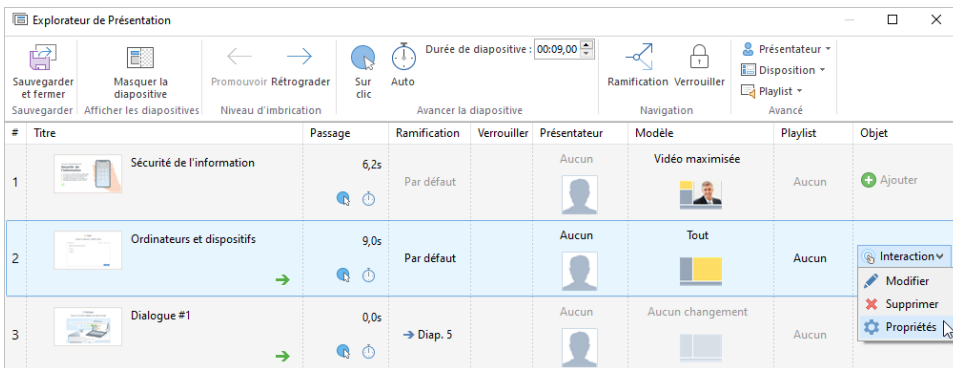 Explorateur de Présentation
Durée de diapositive : 00:09,00
Sauvegarder et fermer
Masquer la diapositive
Promouvoir Rétrograder
Sur clic
Auto
Ramification Verrouiller
Présentateur
Disposition
Playlist
Sauvegarder Afficher les diapositives Niveau d'imbrication Avancer la diapositive Navigation Avancé
# Titre Passage Ramification Verrouiller Présentateur Modèle Playlist Objet
1 Sécurité de l'information 6,2s Par défaut Aucun Vidéo maximisée Aucun Ajouter
2 Ordinateurs et dispositifs 9,0s Par défaut Aucun Tout Aucun Interaction
Modifier
Supprimer
Propriétés
3 Dialogue #1 0,0s Diap. 5 Aucun Aucun changement Aucun